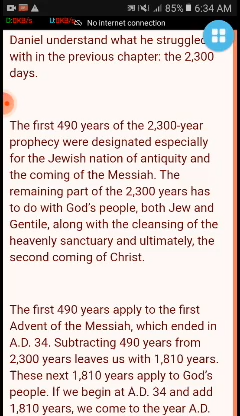 85% 6:34 AM
No internet connection
Daniel understand what he struggled
with in the previous chapter: the 2,300
days.
The first 490 years of the 2,300-year
prophecy were designated especially
for the Jewish nation of antiquity and
the coming of the Messiah. The
remaining part of the 2,300 years has
to do with God's people, both Jew and
Gentile, along with the cleansing of the
heavenly sanctuary and ultimately, the
second coming of Christ.
The first 490 years apply to the first
Advent of the Messiah, which ended in
A.D. 34. Subtracting 490 years from
2,300 years leaves us with 1,810 years.
These next 1,810 years apply to God's
people. If we begin at A.D. 34 and add
1,810 years, we come to the year A.D.